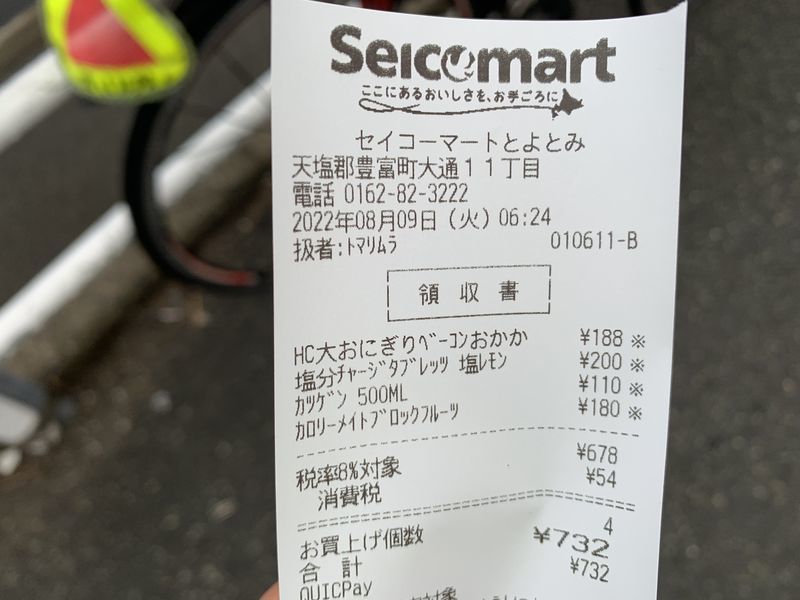 Seicomart
ここにあるおいしさを、お手ごろに
セイコーマートとよとみ
天塩郡豊富町大通11丁目
電話 0162-82-3222
2022年08月09日(火) 06:24
扱者:トマリムラ 010611-B
領収書
HC大おにぎりベーコンおかか ¥188 ※
塩分チャージタブレッツ 塩レモン ¥200 ※
カツゲン 500ML ¥110 ※
カロリーメイトブロックフルーツ ¥180 ※
税率8%対象 ¥678
消費税 ¥54
お買上げ個数 4
合計 ¥732
QUICPay ¥732
対象